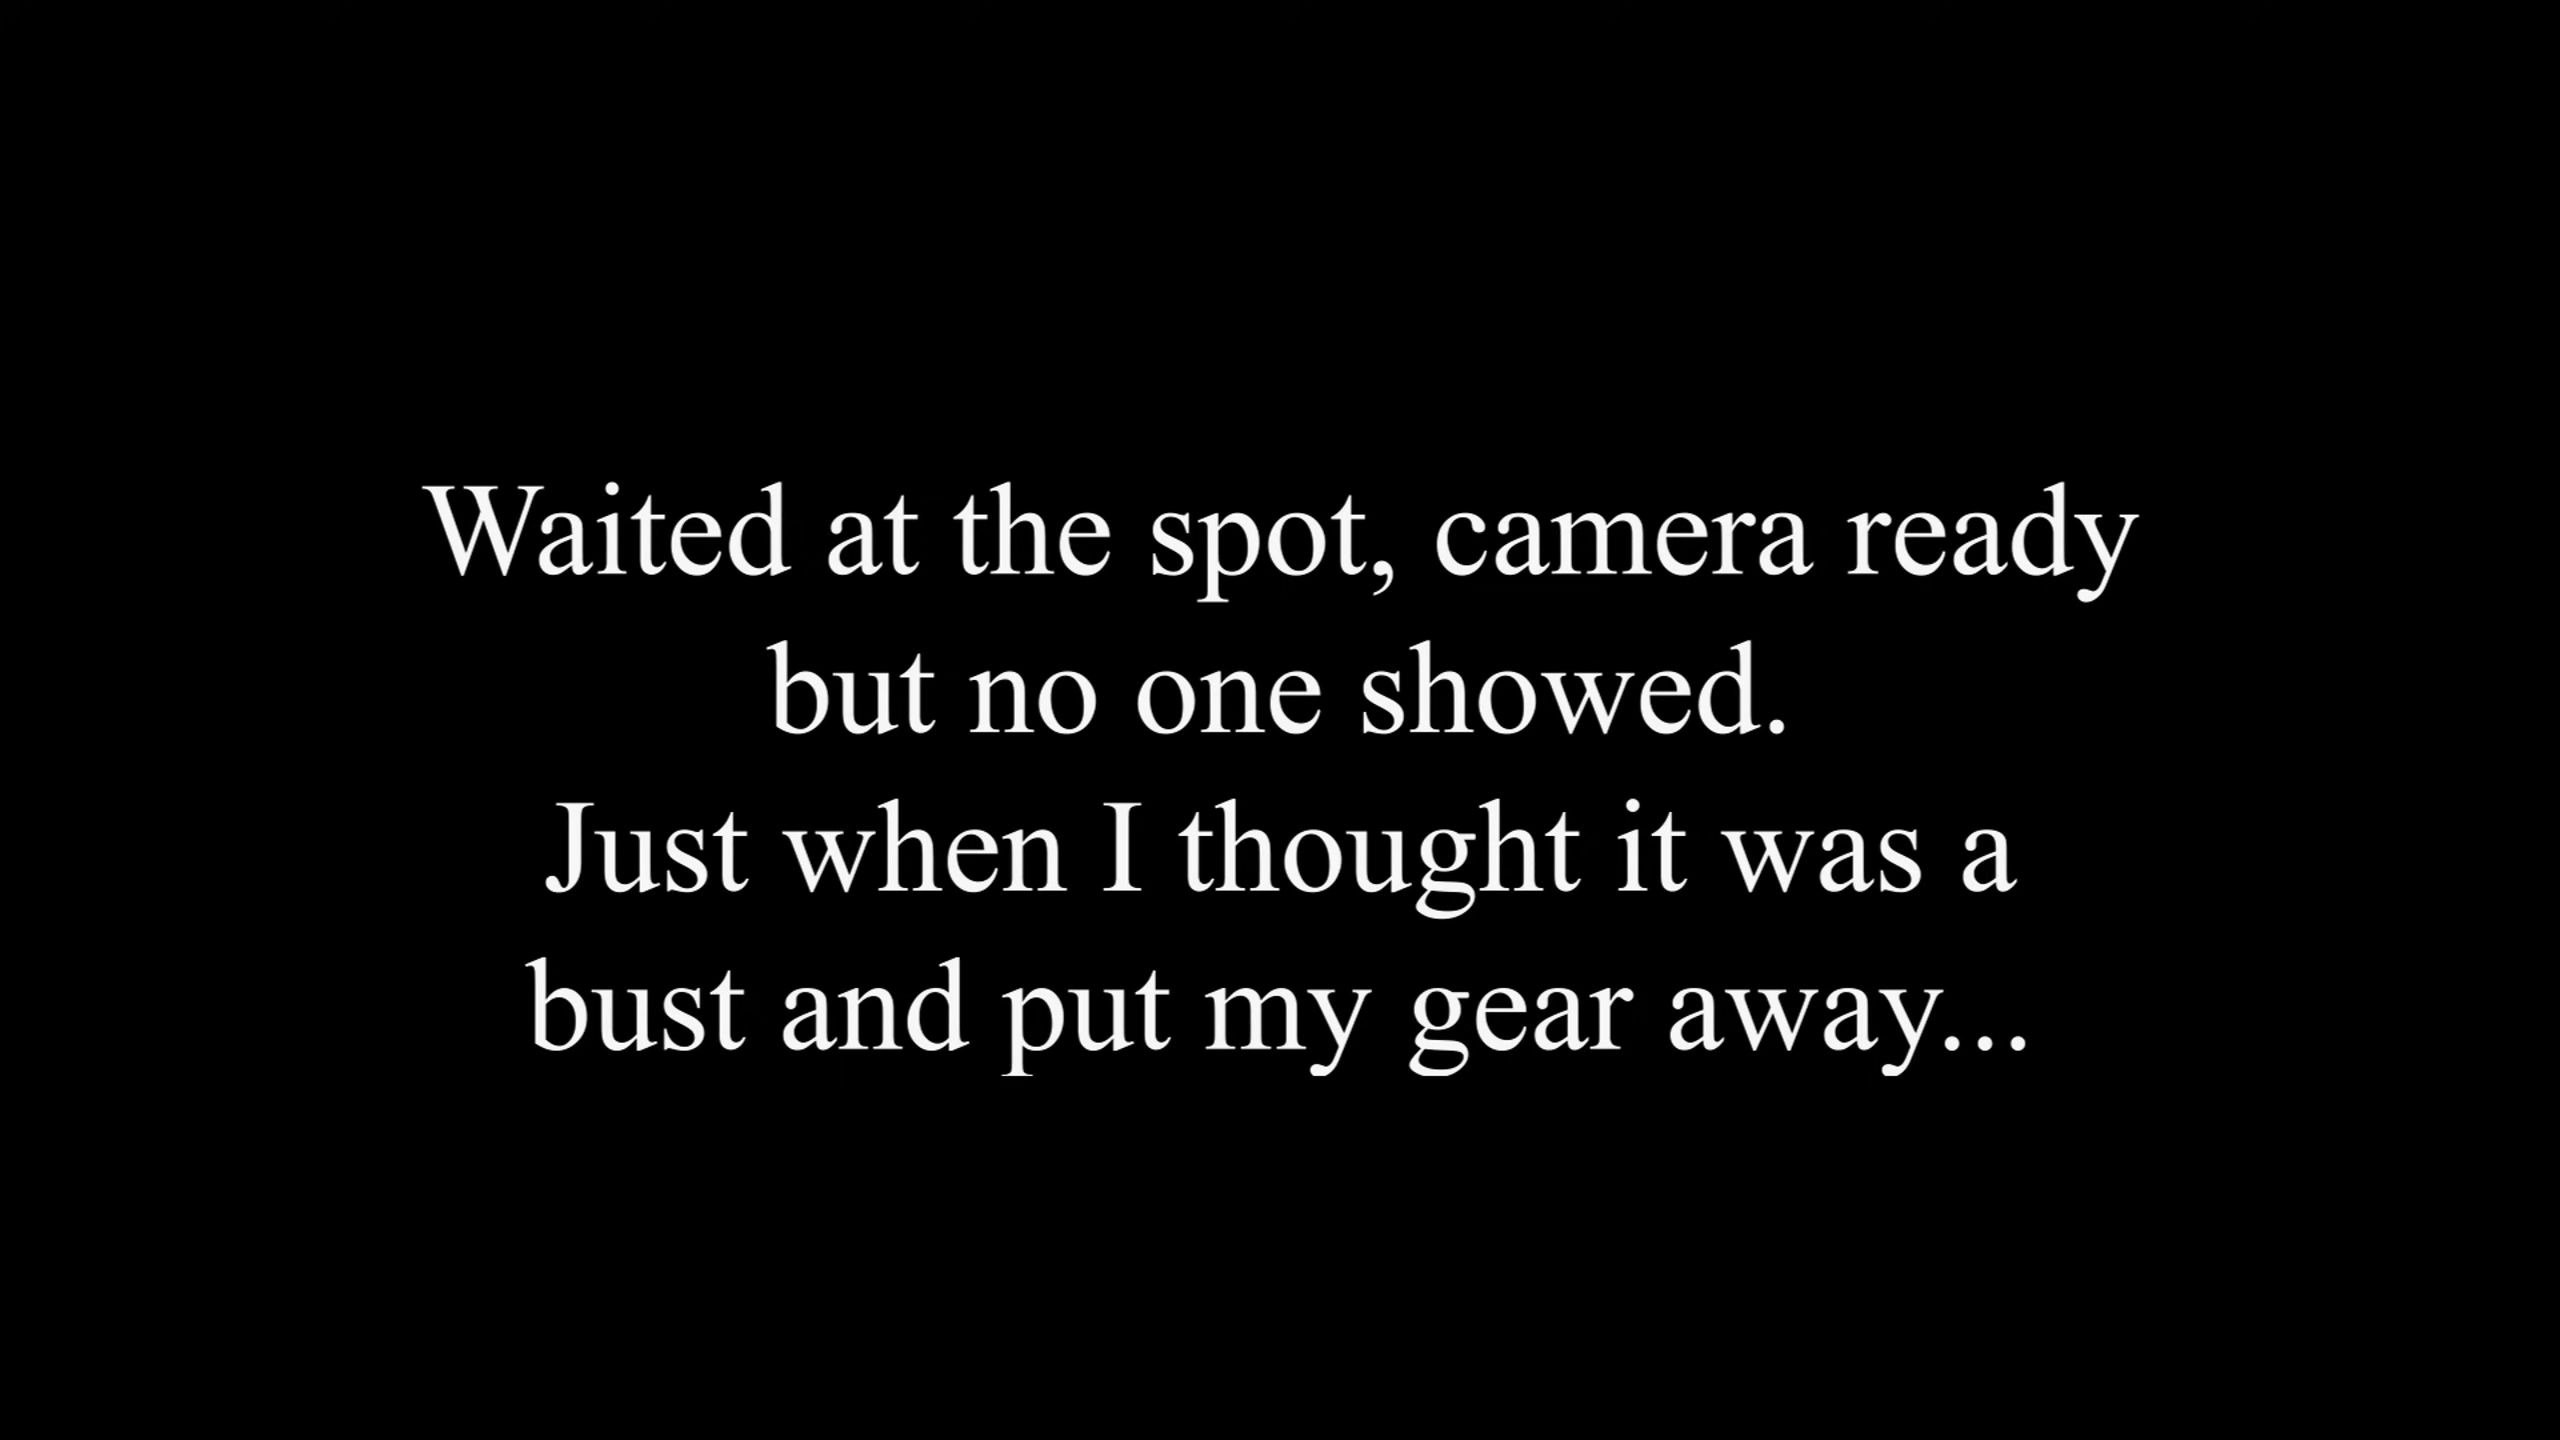 Waited at the spot, camera ready
but no one showed.
Just when I thought it was a
bust and put my gear away...